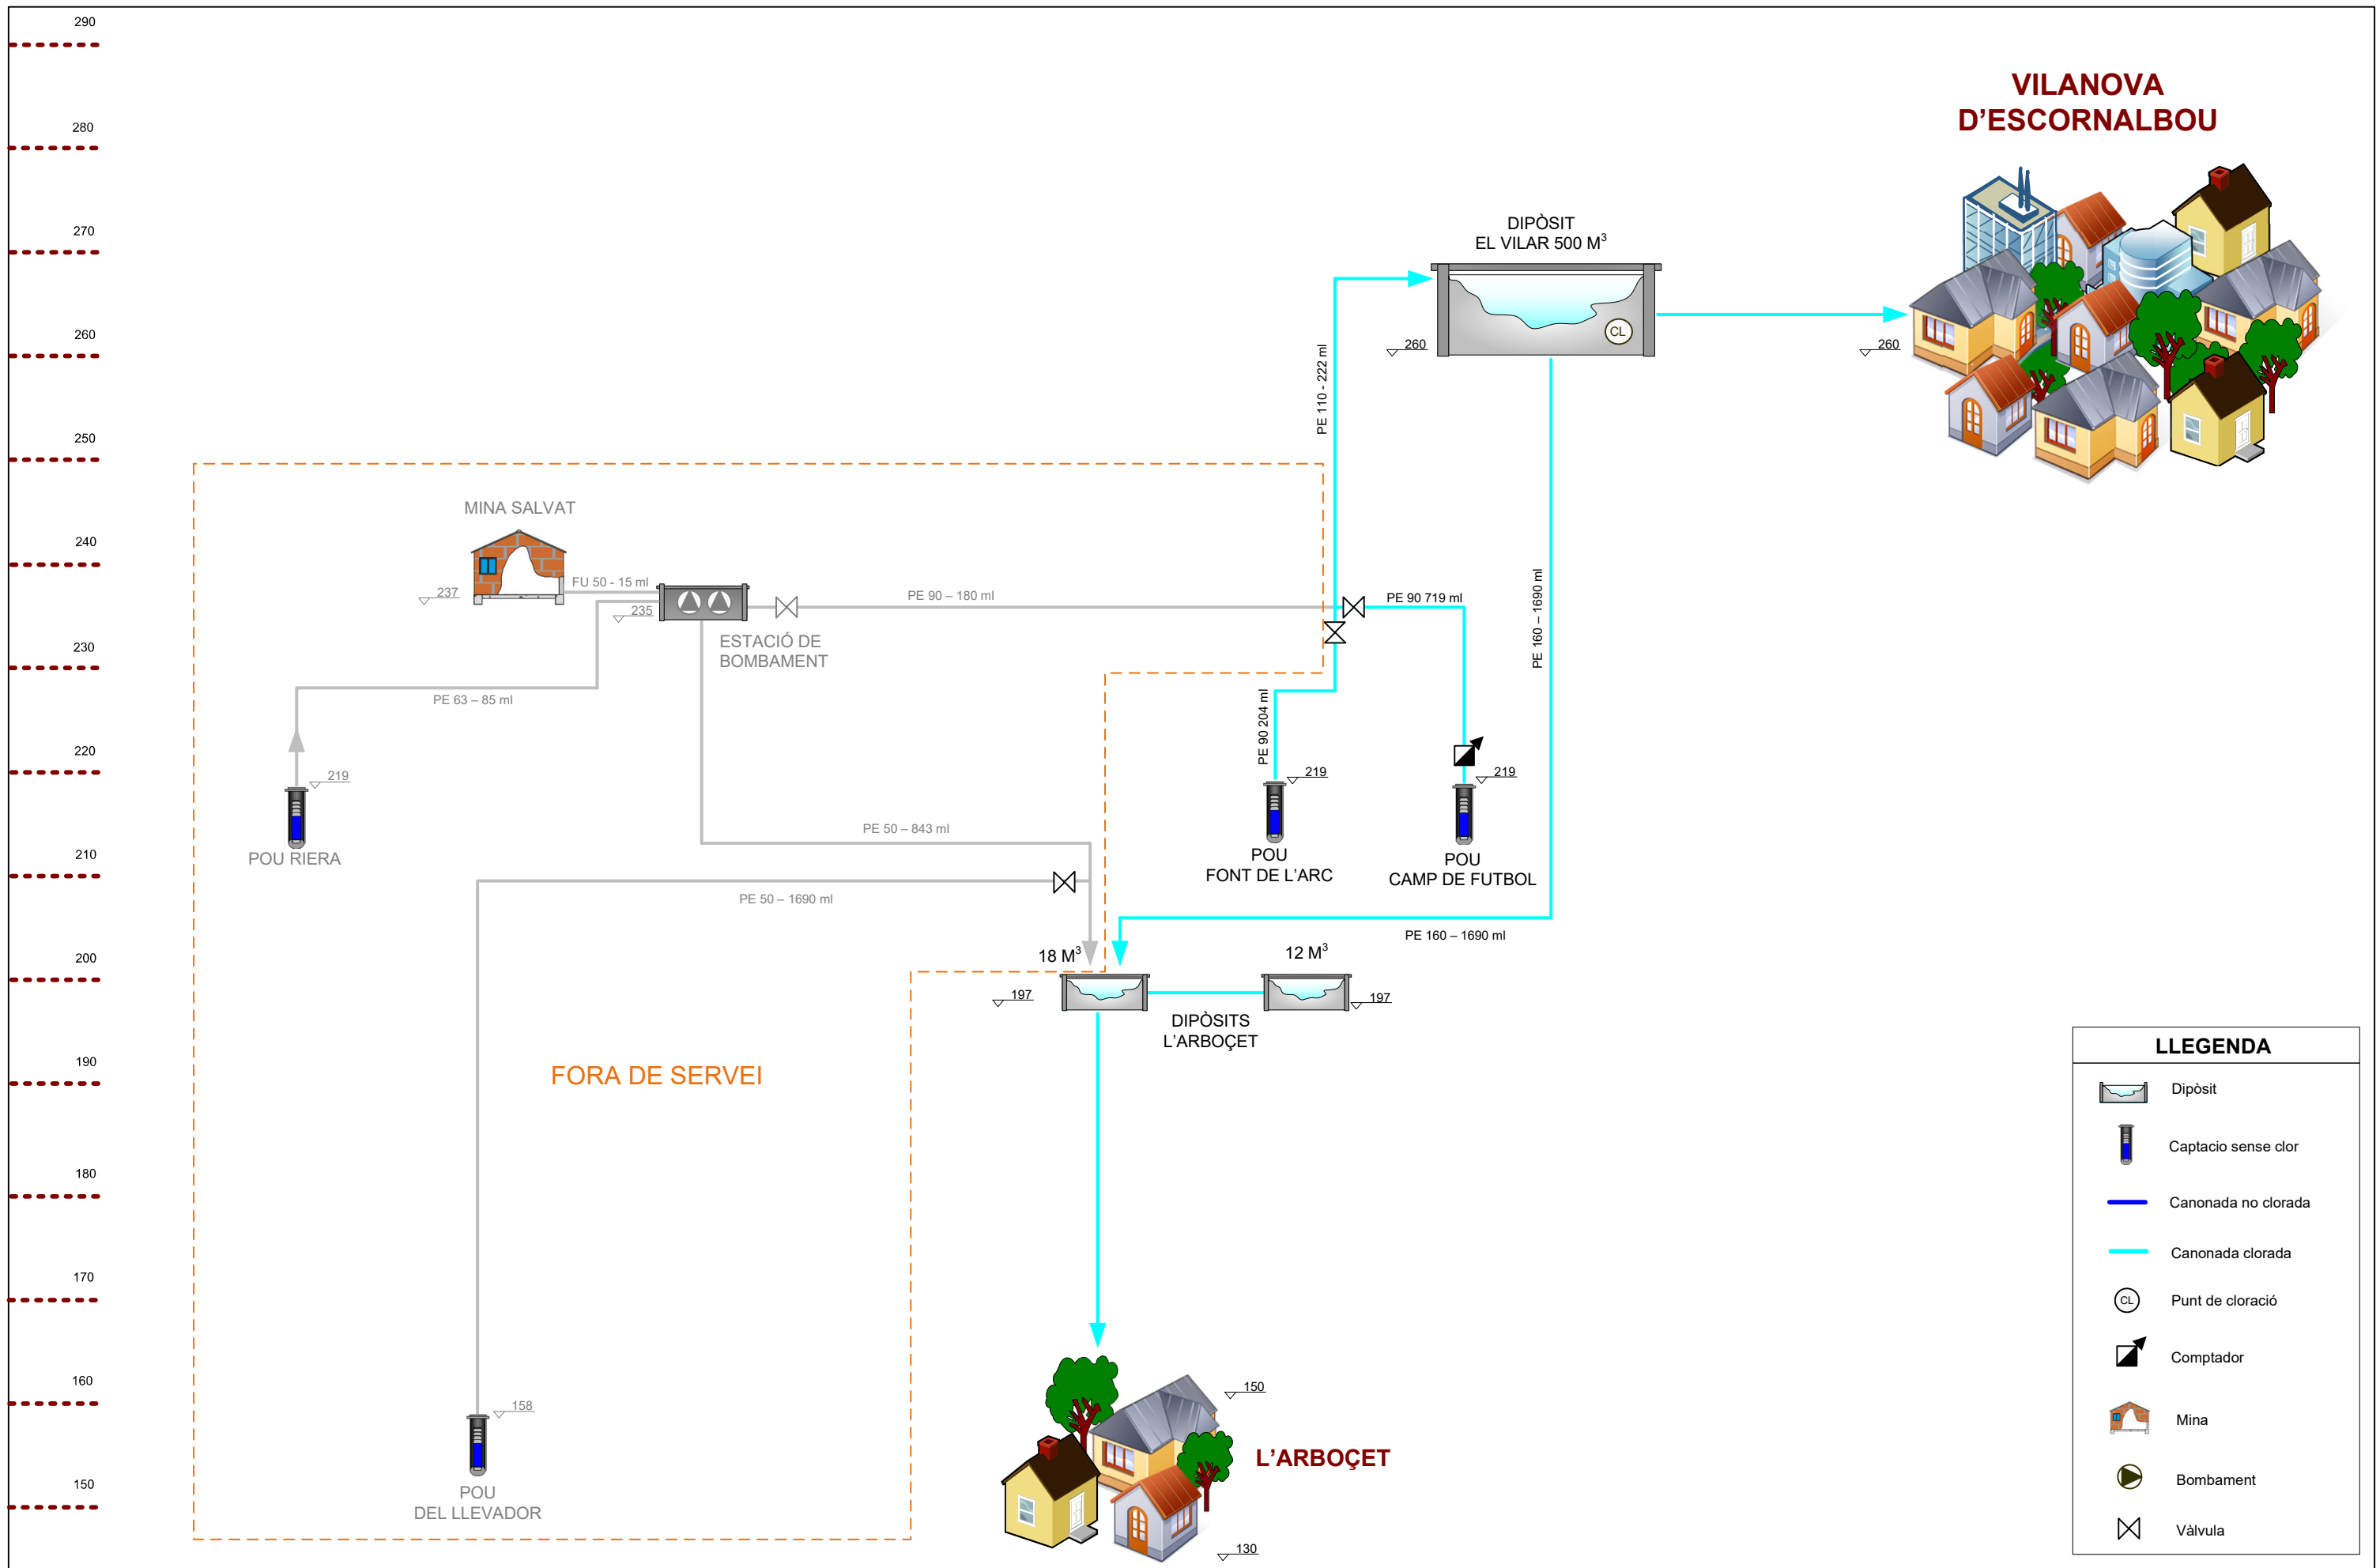 290
280
270
260
250
240
230
220
210
200
190
180
170
160
150
VILANOVA
D'ESCORNALBOU
DIPÒSIT
EL VILAR 500 M³
CL
260
260
PE 110 - 222 ml
MINA SALVAT
237
FU 50 - 15 ml
235
ESTACIÓ DE
BOMBAMENT
PE 90 – 180 ml
PE 90 719 ml
PE 160 – 1690 ml
PE 63 – 85 ml
PE 90 204 ml
219
POU RIERA
219
POU
FONT DE L'ARC
219
POU
CAMP DE FUTBOL
PE 50 – 843 ml
PE 50 – 1690 ml
PE 160 – 1690 ml
18 M³
12 M³
197
197
DIPÒSITS
L'ARBOÇET
FORA DE SERVEI
158
POU
DEL LLEVADOR
150
L'ARBOÇET
130
LLEGENDA
Dipòsit
Captacio sense clor
Canonada no clorada
Canonada clorada
CL
Punt de cloració
Comptador
Mina
Bombament
Vàlvula